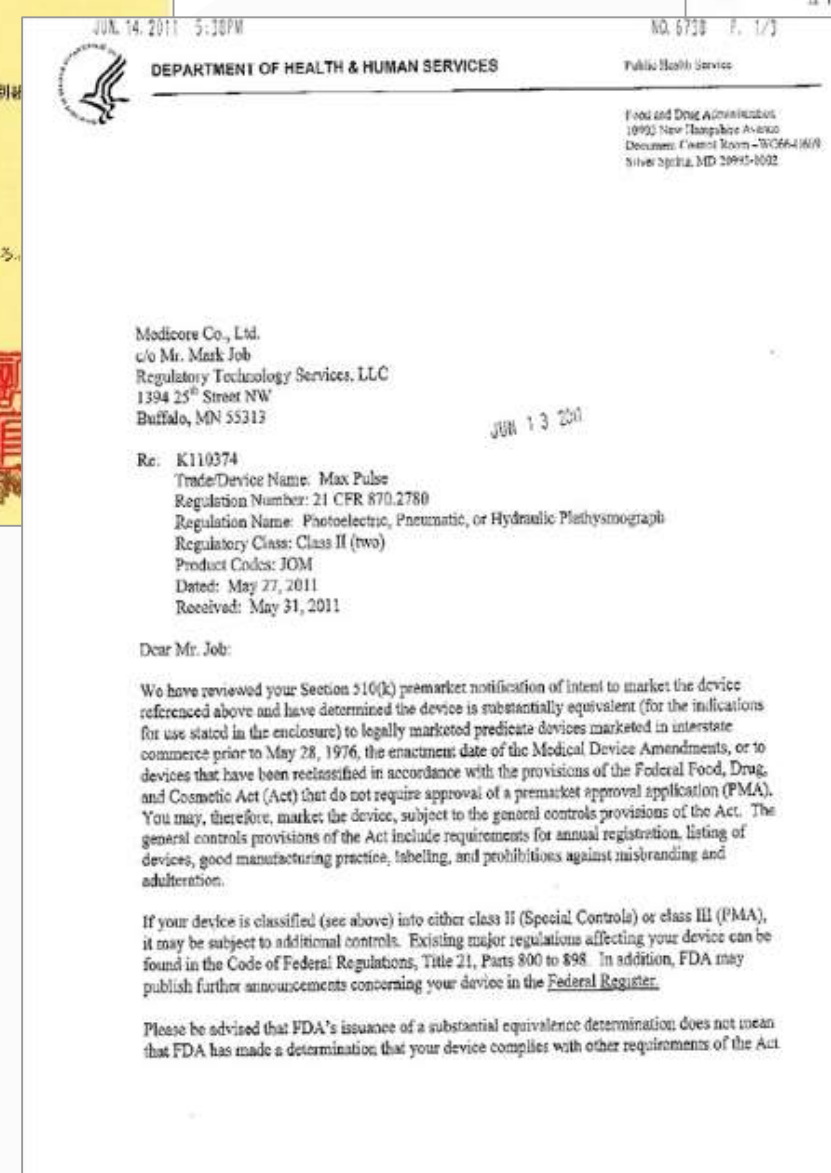 JUN. 14. 2011 5:38PM NO. 6738 P. 1/3
DEPARTMENT OF HEALTH & HUMAN SERVICES
Public Health Service
Food and Drug Administration
10903 New Hampshire Avenue
Document Control Room –WO66-G609
Silver Spring, MD 20993-0002
Medicore Co., Ltd.
c/o Mr. Mark Job
Regulatory Technology Services, LLC
1394 25th Street NW
Buffalo, MN 55313
JUN 13 2011
Re: K110374
Trade/Device Name: Max Pulse
Regulation Number: 21 CFR 870.2780
Regulation Name: Photoelectric, Pneumatic, or Hydraulic Plethysmograph
Regulatory Class: Class II (two)
Product Codes: JOM
Dated: May 27, 2011
Received: May 31, 2011
Dear Mr. Job:
We have reviewed your Section 510(k) premarket notification of intent to market the device
referenced above and have determined the device is substantially equivalent (for the indications
for use stated in the enclosure) to legally marketed predicate devices marketed in interstate
commerce prior to May 28, 1976, the enactment date of the Medical Device Amendments, or to
devices that have been reclassified in accordance with the provisions of the Federal Food, Drug,
and Cosmetic Act (Act) that do not require approval of a premarket approval application (PMA).
You may, therefore, market the device, subject to the general controls provisions of the Act. The
general controls provisions of the Act include requirements for annual registration, listing of
devices, good manufacturing practice, labeling, and prohibitions against misbranding and
adulteration.
If your device is classified (see above) into either class II (Special Controls) or class III (PMA),
it may be subject to additional controls. Existing major regulations affecting your device can be
found in the Code of Federal Regulations, Title 21, Parts 800 to 898. In addition, FDA may
publish further announcements concerning your device in the Federal Register.
Please be advised that FDA's issuance of a substantial equivalence determination does not mean
that FDA has made a determination that your device complies with other requirements of the Act